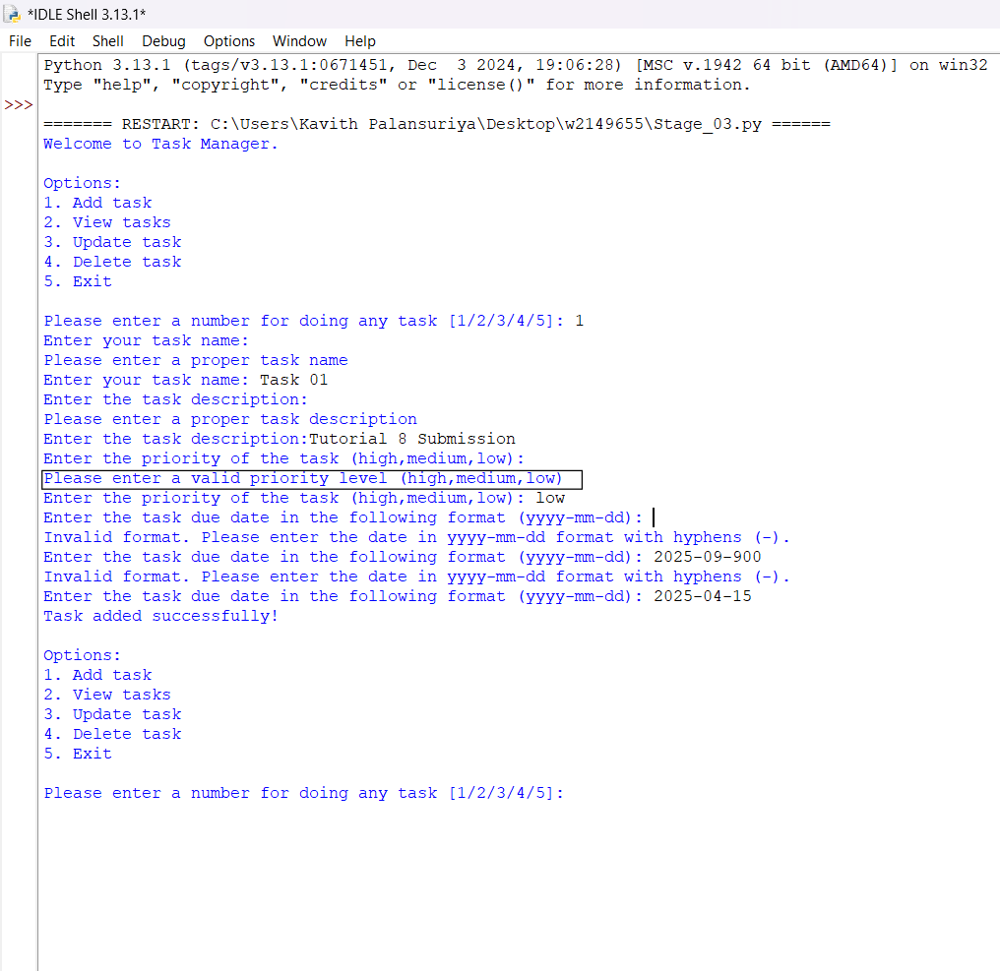 *IDLE Shell 3.13.1*
File Edit Shell Debug Options Window Help
Python 3.13.1 (tags/v3.13.1:0671451, Dec  3 2024, 19:06:28) [MSC v.1942 64 bit (AMD64)] on win32
Type "help", "copyright", "credits" or "license()" for more information.
>>>
======= RESTART: C:\Users\Kavith Palansuriya\Desktop\w2149655\Stage_03.py ======
Welcome to Task Manager.
Options:
1. Add task
2. View tasks
3. Update task
4. Delete task
5. Exit
Please enter a number for doing any task [1/2/3/4/5]: 1
Enter your task name:
Please enter a proper task name
Enter your task name: Task 01
Enter the task description:
Please enter a proper task description
Enter the task description:Tutorial 8 Submission
Enter the priority of the task (high,medium,low):
Please enter a valid priority level (high,medium,low)
Enter the priority of the task (high,medium,low): low
Enter the task due date in the following format (yyyy-mm-dd):
Invalid format. Please enter the date in yyyy-mm-dd format with hyphens (-).
Enter the task due date in the following format (yyyy-mm-dd): 2025-09-900
Invalid format. Please enter the date in yyyy-mm-dd format with hyphens (-).
Enter the task due date in the following format (yyyy-mm-dd): 2025-04-15
Task added successfully!
Options:
1. Add task
2. View tasks
3. Update task
4. Delete task
5. Exit
Please enter a number for doing any task [1/2/3/4/5]: